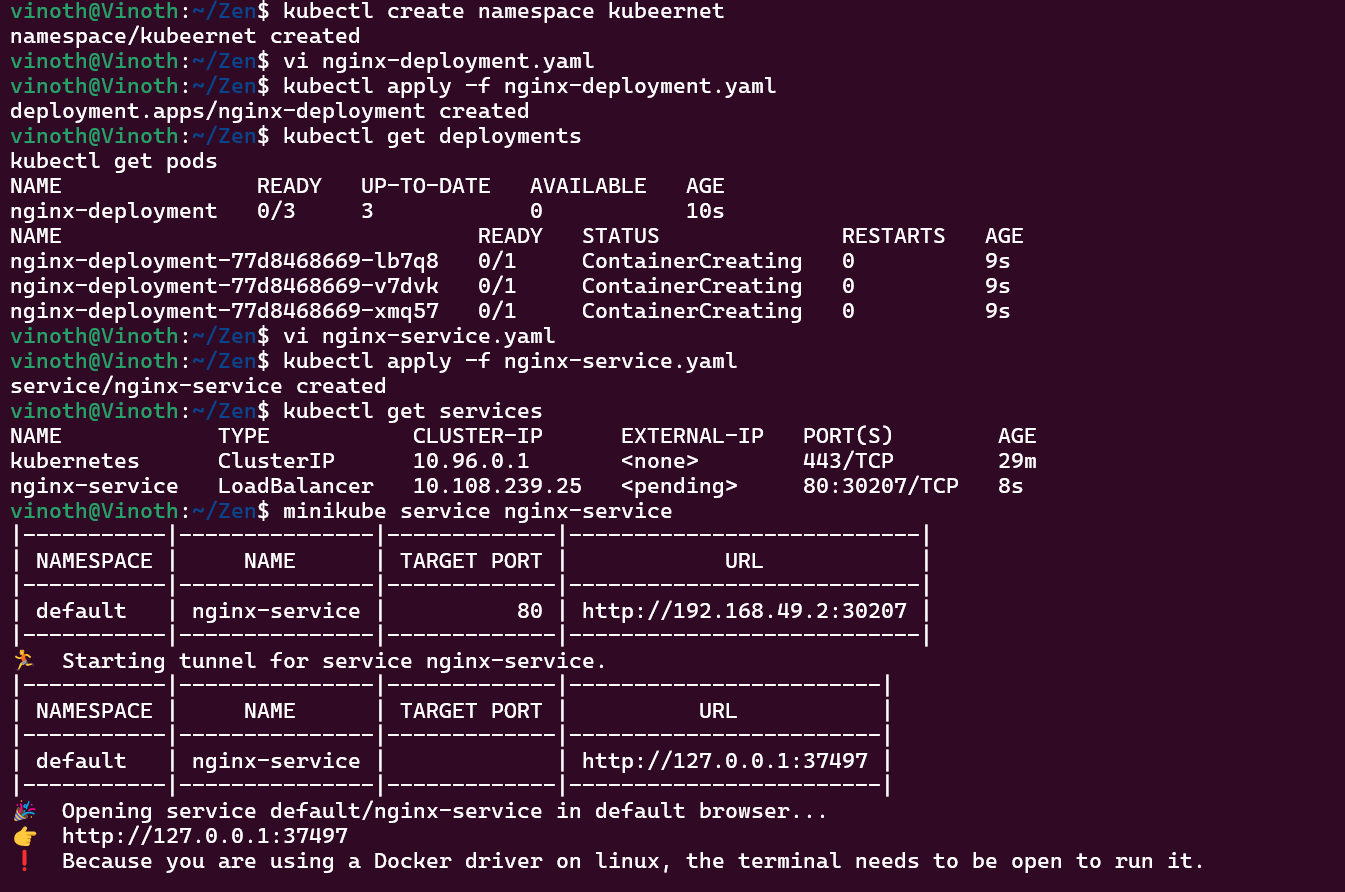 vinoth@Vinoth:~/Zen$ kubectl create namespace kubeernet
namespace/kubeernet created
vinoth@Vinoth:~/Zen$ vi nginx-deployment.yaml
vinoth@Vinoth:~/Zen$ kubectl apply -f nginx-deployment.yaml
deployment.apps/nginx-deployment created
vinoth@Vinoth:~/Zen$ kubectl get deployments
kubectl get pods
NAME               READY   UP-TO-DATE   AVAILABLE   AGE
nginx-deployment   0/3     3            0           10s
NAME                                READY   STATUS              RESTARTS   AGE
nginx-deployment-77d8468669-lb7q8   0/1     ContainerCreating   0          9s
nginx-deployment-77d8468669-v7dvk   0/1     ContainerCreating   0          9s
nginx-deployment-77d8468669-xmq57   0/1     ContainerCreating   0          9s
vinoth@Vinoth:~/Zen$ vi nginx-service.yaml
vinoth@Vinoth:~/Zen$ kubectl apply -f nginx-service.yaml
service/nginx-service created
vinoth@Vinoth:~/Zen$ kubectl get services
NAME            TYPE           CLUSTER-IP      EXTERNAL-IP   PORT(S)        AGE
kubernetes      ClusterIP      10.96.0.1       <none>        443/TCP        29m
nginx-service   LoadBalancer   10.108.239.25   <pending>     80:30207/TCP   8s
vinoth@Vinoth:~/Zen$ minikube service nginx-service
|-----------|---------------|-------------|---------------------------|
| NAMESPACE |     NAME      | TARGET PORT |            URL            |
|-----------|---------------|-------------|---------------------------|
| default   | nginx-service |          80 | http://192.168.49.2:30207 |
|-----------|---------------|-------------|---------------------------|
🏃  Starting tunnel for service nginx-service.
|-----------|---------------|-------------|------------------------|
| NAMESPACE |     NAME      | TARGET PORT |          URL           |
|-----------|---------------|-------------|------------------------|
| default   | nginx-service |             | http://127.0.0.1:37497 |
|-----------|---------------|-------------|------------------------|
🎉  Opening service default/nginx-service in default browser...
👉  http://127.0.0.1:37497
❗  Because you are using a Docker driver on linux, the terminal needs to be open to run it.